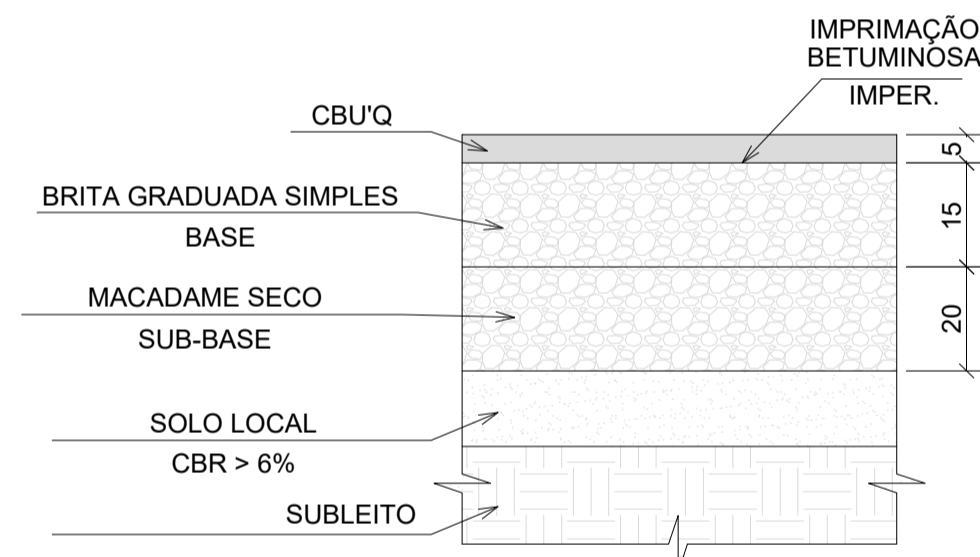 IMPRIMAÇÃO
BETUMINOSA
IMPER.
CBU'Q
5
BRITA GRADUADA SIMPLES
BASE
15
MACADAME SECO
SUB-BASE
20
SOLO LOCAL
CBR > 6%
SUBLEITO